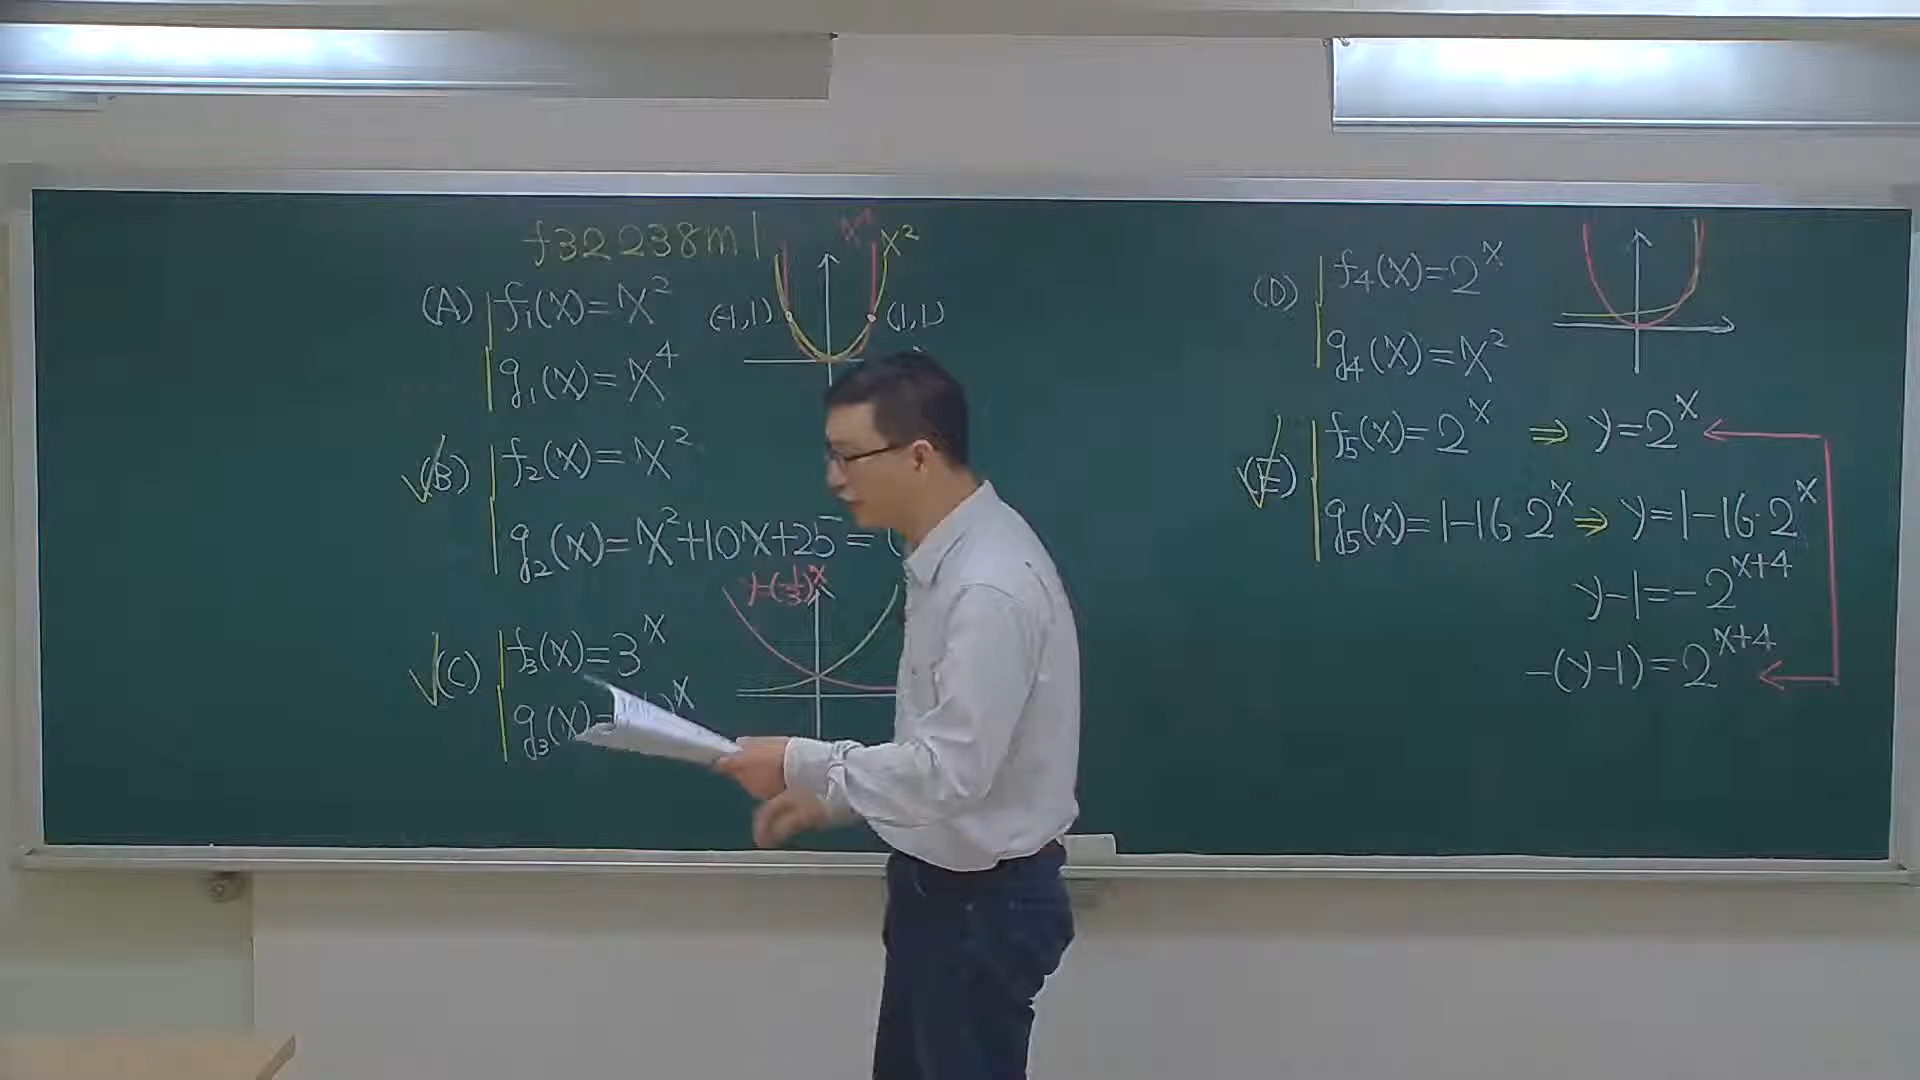 f32238m1
x⁴ x²
(A) f₁(x)=x²
(-1,1) (1,1)
g₁(x)=x⁴
(B) f₂(x)=x²
g₂(x)=x²+10x+25=(
y=(1/3)ˣ
(C) f₃(x)=3ˣ
g₃(x)=
(D) f₄(x)=2ˣ
g₄(x)=x²
(E) f₅(x)=2ˣ ⇒ y=2ˣ
g₅(x)=1-16·2ˣ ⇒ y=1-16·2ˣ
y-1=-2ˣ⁺⁴
-(y-1)=2ˣ⁺⁴